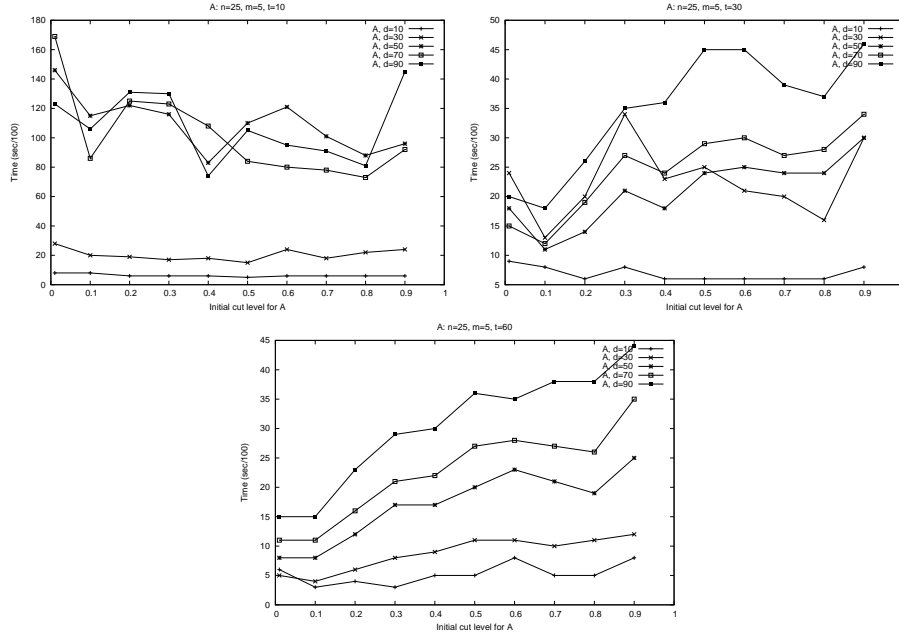 A: n=25, m=5, t=10
180
160
140
120
100
80
60
40
20
0
Time (sec/100)
A, d=10
A, d=30
A, d=50
A, d=70
A, d=90
0 0.1 0.2 0.3 0.4 0.5 0.6 0.7 0.8 0.9 1
Initial cut level for A
A: n=25, m=5, t=30
50
45
40
35
30
25
20
15
10
5
Time (sec/100)
A, d=10
A, d=30
A, d=50
A, d=70
A, d=90
0 0.1 0.2 0.3 0.4 0.5 0.6 0.7 0.8 0.9 1
Initial cut level for A
A: n=25, m=5, t=60
45
40
35
30
25
20
15
10
5
0
Time (sec/100)
A, d=10
A, d=30
A, d=50
A, d=70
A, d=90
0 0.1 0.2 0.3 0.4 0.5 0.6 0.7 0.8 0.9 1
Initial cut level for A